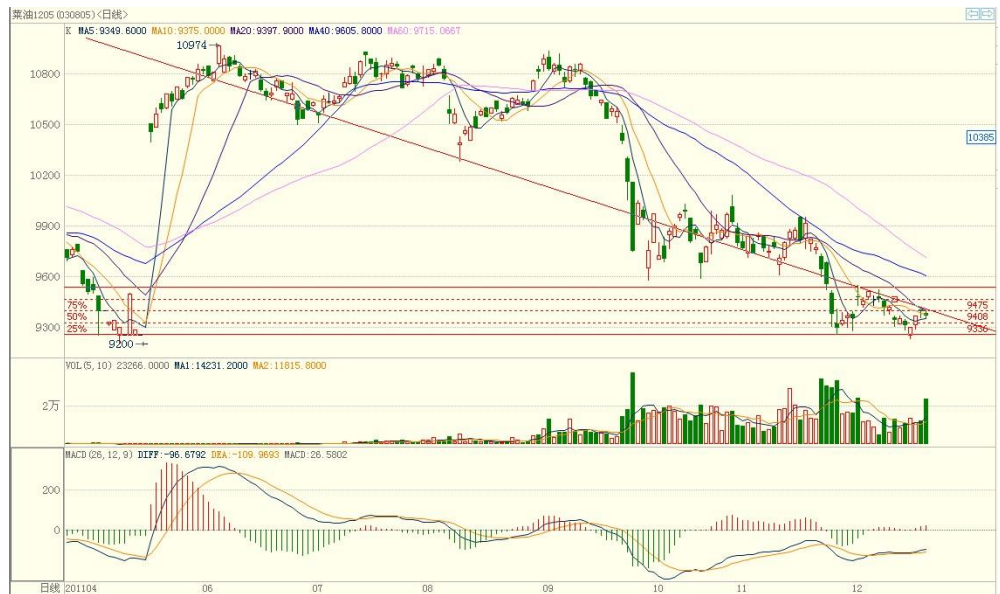 菜油1205(030805)<日线>
K MA5:9349.6000 MA10:9375.0000 MA20:9397.9000 MA40:9605.8000 MA60:9715.0667
10974
10800
10500
10385
10200
9900
9600
75% 9475
50% 9408
25% 9336
9300
9200
VOL(5,10) 23266.0000 MA1:14231.2000 MA2:11815.8000
2万
MACD(26,12,9) DIFF:-96.6792 DEA:-109.9693 MACD:26.5802
200
0
日线 201104 06 07 08 09 10 11 12